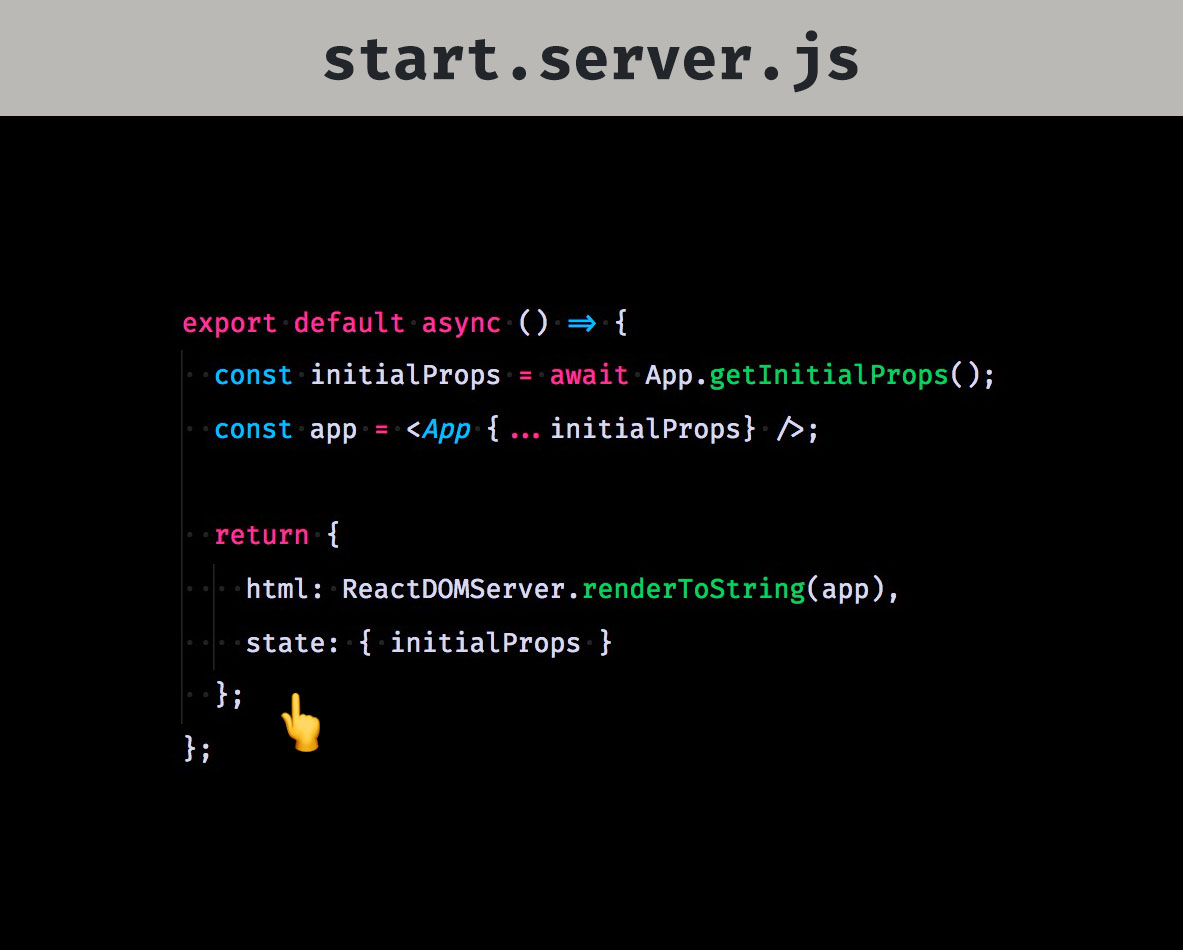 start.server.js
export default async () => {
const initialProps = await App.getInitialProps();
const app = <App {...initialProps} />;
return {
html: ReactDOMServer.renderToString(app),
state: { initialProps }
};
};